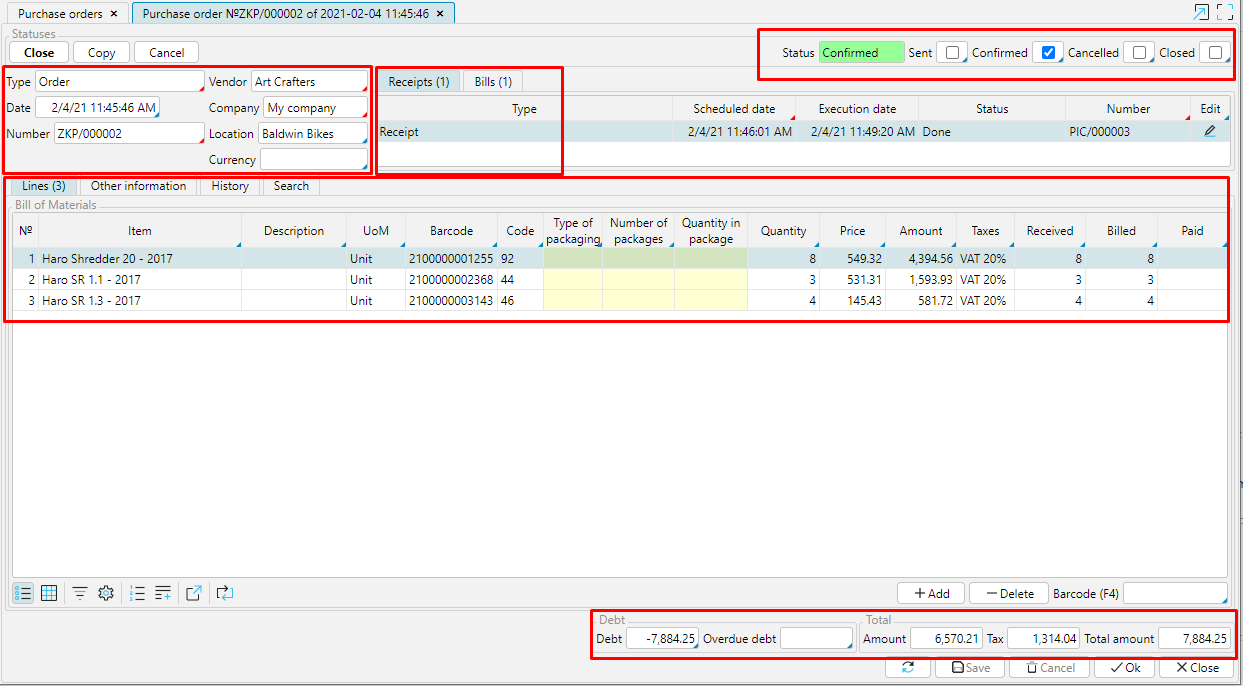 Purchase orders × Purchase order №ZKP/000002 of 2021-02-04 11:45:46 ×
Statuses
Close Copy Cancel Status Confirmed Sent Confirmed Cancelled Closed
Type Order Vendor Art Crafters Receipts (1) Bills (1)
Date 2/4/21 11:45:46 AM Company My company Type Scheduled date Execution date Status Number Edit
Number ZKP/000002 Location Baldwin Bikes Receipt 2/4/21 11:46:01 AM 2/4/21 11:49:20 AM Done PIC/000003
Currency
Lines (3) Other information History Search
Bill of Materials
№ Item Description UoM Barcode Code Type of packaging Number of packages Quantity in package Quantity Price Amount Taxes Received Billed Paid
1 Haro Shredder 20 - 2017 Unit 2100000001255 92 8 549.32 4,394.56 VAT 20% 8 8
2 Haro SR 1.1 - 2017 Unit 2100000002368 44 3 531.31 1,593.93 VAT 20% 3 3
3 Haro SR 1.3 - 2017 Unit 2100000003143 46 4 145.43 581.72 VAT 20% 4 4
+ Add — Delete Barcode (F4)
Debt Total
Debt -7,884.25 Overdue debt Amount 6,570.21 Tax 1,314.04 Total amount 7,884.25
Save Cancel Ok Close